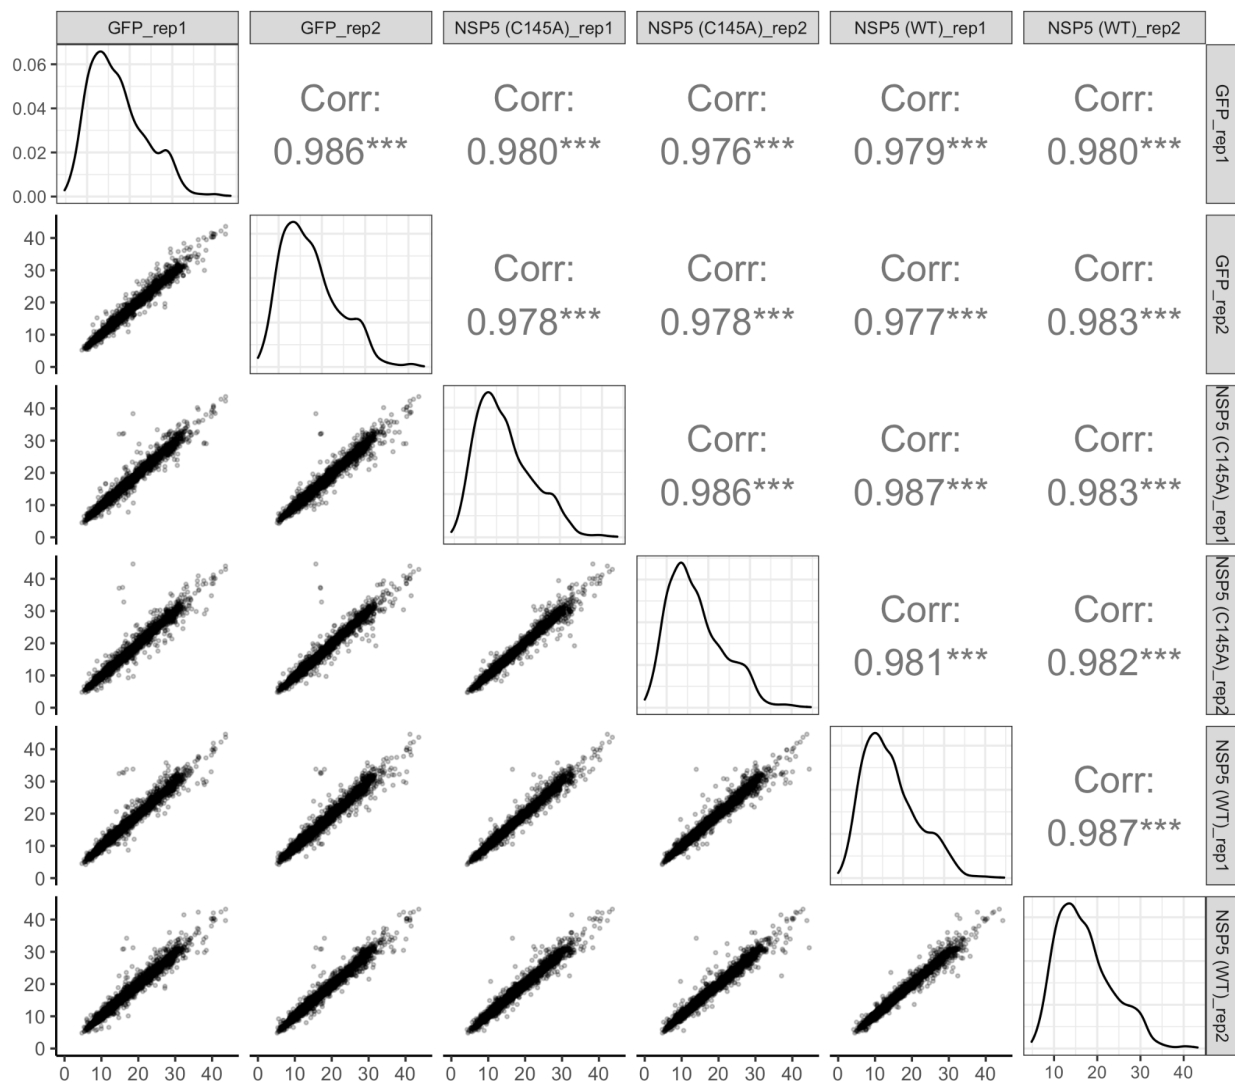 GFP_rep1 GFP_rep2 NSP5 (C145A)_rep1 NSP5 (C145A)_rep2 NSP5 (WT)_rep1 NSP5 (WT)_rep2
0.06
0.04
0.02
0.00
Corr: Corr: Corr: Corr: Corr:
0.986*** 0.980*** 0.976*** 0.979*** 0.980***
GFP_rep1
40
30
20
10
0
Corr: Corr: Corr: Corr:
0.978*** 0.978*** 0.977*** 0.983***
GFP_rep2
40
30
20
10
0
Corr: Corr: Corr:
0.986*** 0.987*** 0.983***
NSP5 (C145A)_rep1
40
30
20
10
0
Corr: Corr:
0.981*** 0.982***
NSP5 (C145A)_rep2
40
30
20
10
0
Corr:
0.987***
NSP5 (WT)_rep1
40
30
20
10
0
NSP5 (WT)_rep2
0 10 20 30 40 0 10 20 30 40 0 10 20 30 40 0 10 20 30 40 0 10 20 30 40 10 20 30 40